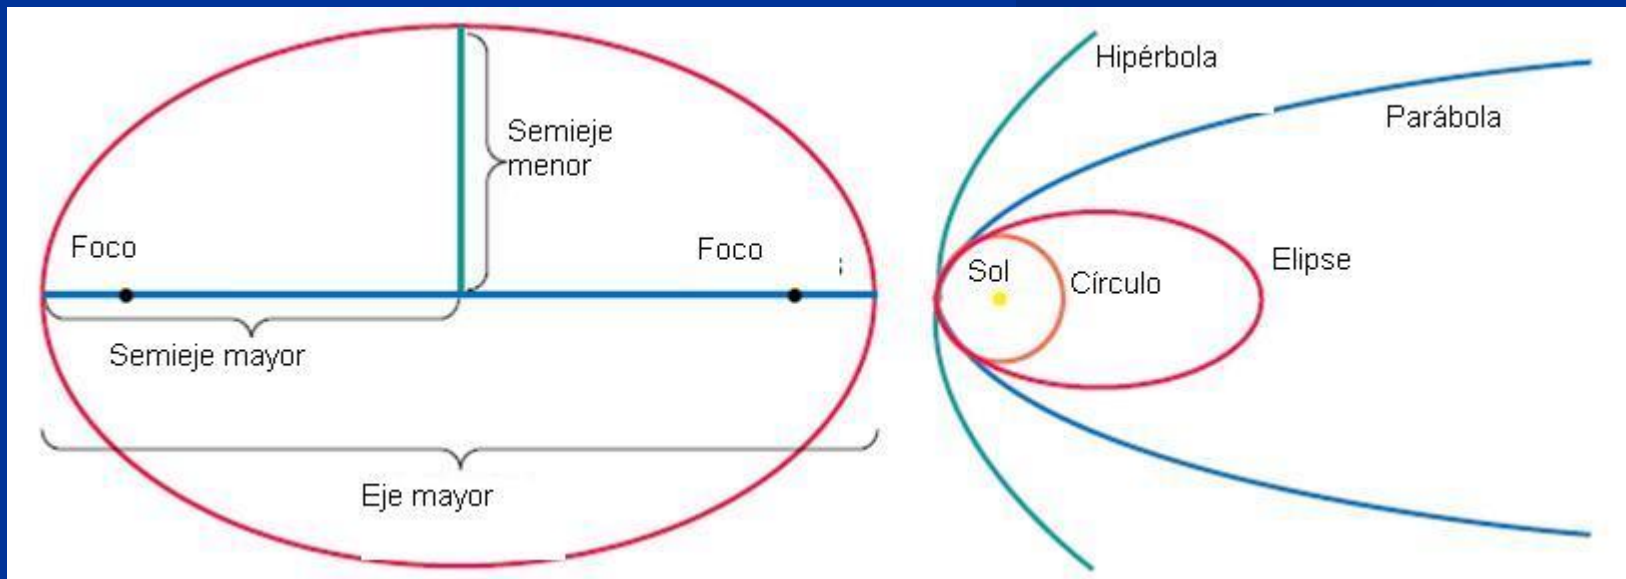 Semieje
menor
Foco
Foco
Semieje mayor
Eje mayor
Hipérbola
Parábola
Sol
Círculo
Elipse